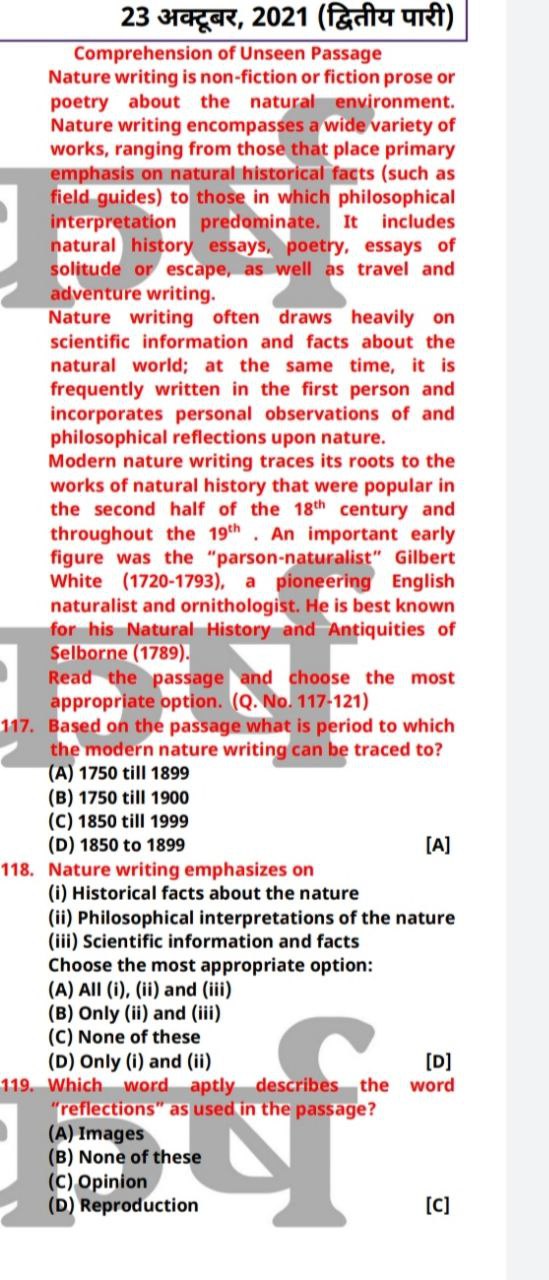 23 अक्टूबर, 2021 (द्वितीय पारी)
Comprehension of Unseen Passage
Nature writing is non-fiction or fiction prose or
poetry about the natural environment.
Nature writing encompasses a wide variety of
works, ranging from those that place primary
emphasis on natural historical facts (such as
field guides) to those in which philosophical
interpretation predominate. It includes
natural history essays, poetry, essays of
solitude or escape, as well as travel and
adventure writing.
Nature writing often draws heavily on
scientific information and facts about the
natural world; at the same time, it is
frequently written in the first person and
incorporates personal observations of and
philosophical reflections upon nature.
Modern nature writing traces its roots to the
works of natural history that were popular in
the second half of the 18th century and
throughout the 19th . An important early
figure was the "parson-naturalist" Gilbert
White (1720-1793), a pioneering English
naturalist and ornithologist. He is best known
for his Natural History and Antiquities of
Selborne (1789).
Read the passage and choose the most
appropriate option. (Q. No. 117-121)
117. Based on the passage what is period to which
the modern nature writing can be traced to?
(A) 1750 till 1899
(B) 1750 till 1900
(C) 1850 till 1999
(D) 1850 to 1899 [A]
118. Nature writing emphasizes on
(i) Historical facts about the nature
(ii) Philosophical interpretations of the nature
(iii) Scientific information and facts
Choose the most appropriate option:
(A) All (i), (ii) and (iii)
(B) Only (ii) and (iii)
(C) None of these
(D) Only (i) and (ii) [D]
119. Which word aptly describes the word
"reflections" as used in the passage?
(A) Images
(B) None of these
(C) Opinion
(D) Reproduction [C]